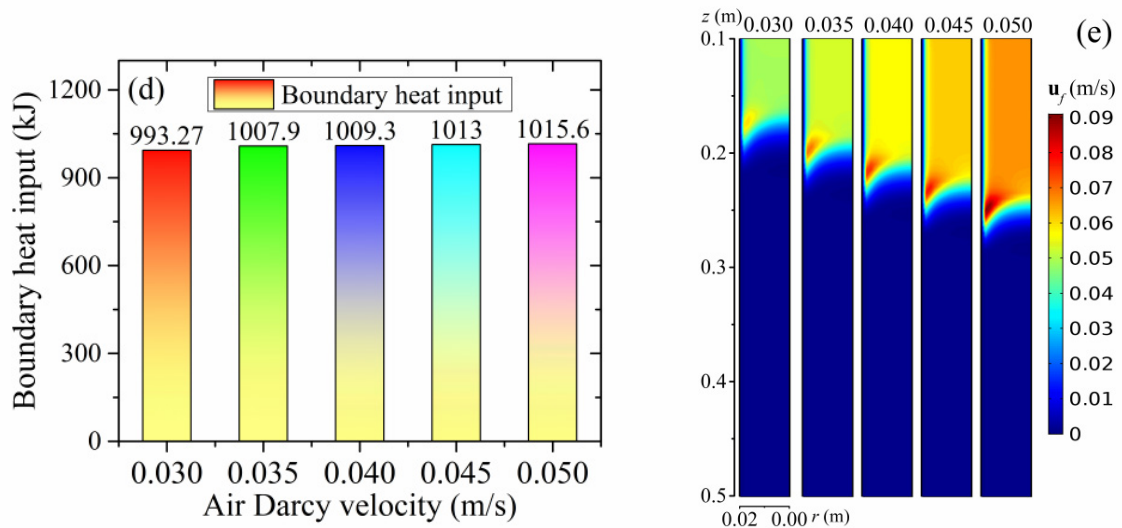 (d)
Boundary heat input
Boundary heat input (kJ)
1200
900
600
300
0
993.27 1007.9 1009.3 1013 1015.6
0.030 0.035 0.040 0.045 0.050
Air Darcy velocity (m/s)
z (m) 0.030 0.035 0.040 0.045 0.050
(e)
0.1
0.2
0.3
0.4
0.5
0.02 0.00 r (m)
u_f (m/s)
0.09
0.08
0.07
0.06
0.05
0.04
0.03
0.02
0.01
0